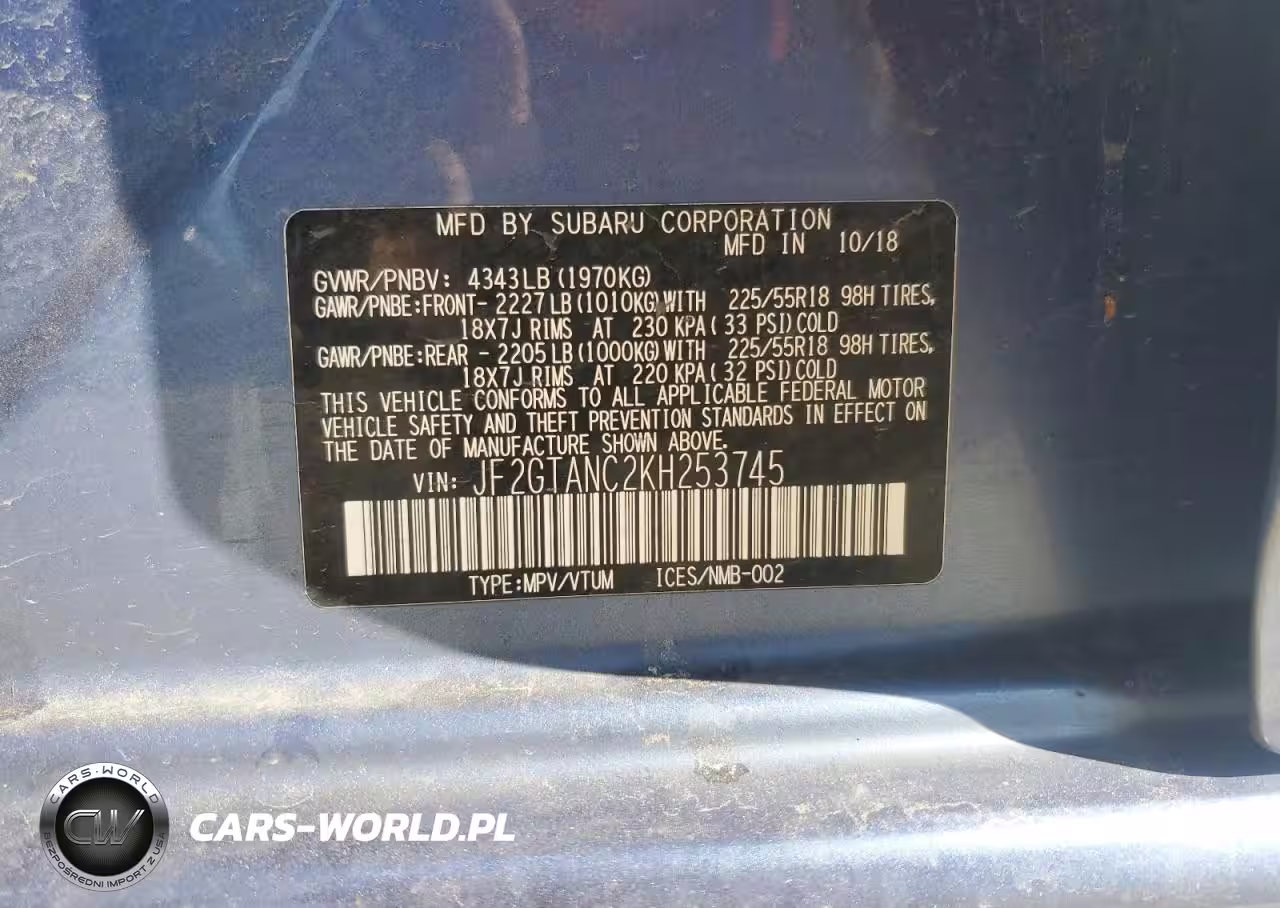 MFD BY SUBARU CORPORATION
MFD IN 10/18
GVWR/PNBV: 4343LB (1970KG)
GAWR/PNBE:FRONT- 2227LB (1010KG) WITH 225/55R18 98H TIRES,
18X7J RIMS AT 230 KPA( 33 PSI)COLD
GAWR/PNBE:REAR - 2205LB (1000KG) WITH 225/55R18 98H TIRES,
18X7J RIMS AT 220 KPA( 32 PSI)COLD
THIS VEHICLE CONFORMS TO ALL APPLICABLE FEDERAL MOTOR
VEHICLE SAFETY AND THEFT PREVENTION STANDARDS IN EFFECT ON
THE DATE OF MANUFACTURE SHOWN ABOVE.
VIN: JF2GTANC2KH253745
TYPE:MPV/VTUM ICES/NMB-002
CARS-WORLD
CW
BEZPOŚREDNI IMPORT Z USA
CARS-WORLD.PL